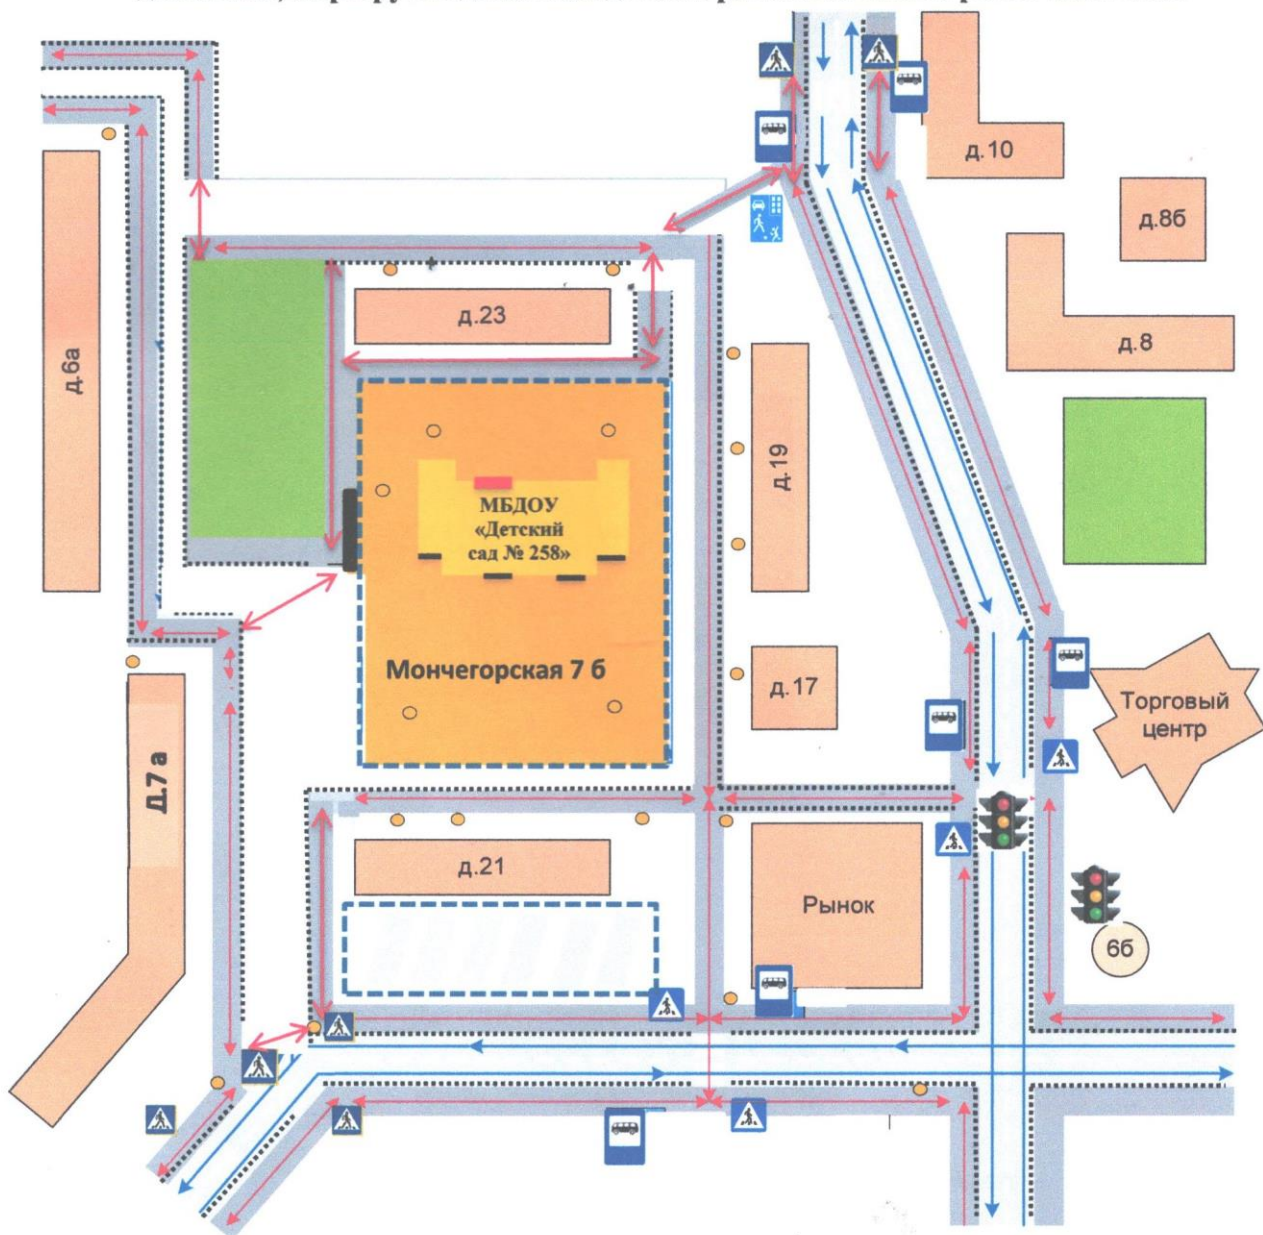 д.10
д.8б
д.8
д.6а
д.23
д.19
МБДОУ
«Детский
сад № 258»
Мончегорская 7 б
д.17
Торговый
центр
Д.7 а
д.21
Рынок
6б